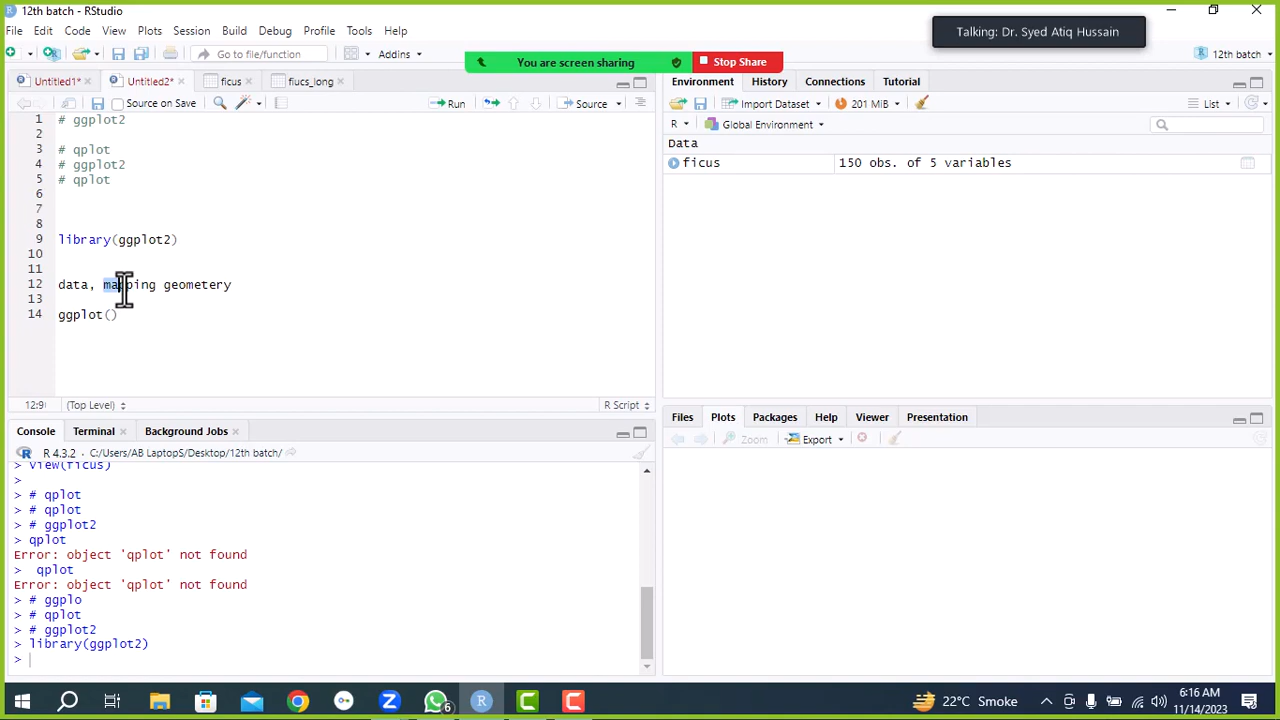 12th batch - RStudio
File Edit Code View Plots Session Build Debug Profile Tools Help
Talking: Dr. Syed Atiq Hussain
Go to file/function Addins
You are screen sharing Stop Share
12th batch
Untitled1* Untitled2* ficus fiucs_long
Environment History Connections Tutorial
Source on Save Run Source
Import Dataset 201 MiB List
R Global Environment
Data
ficus 150 obs. of 5 variables
1 # ggplot2
2
3 # qplot
4 # ggplot2
5 # qplot
6
7
8
9 library(ggplot2)
10
11
12 data, mapping geometery
13
14 ggplot()
12:9 (Top Level) R Script
Files Plots Packages Help Viewer Presentation
Zoom Export
Console Terminal Background Jobs
R 4.3.2 · C:/Users/AB LaptopS/Desktop/12th batch/
> view(ficus)
>
> # qplot
> # qplot
> # ggplot2
> qplot
Error: object 'qplot' not found
> qplot
Error: object 'qplot' not found
> # ggplo
> # qplot
> # ggplot2
> library(ggplot2)
>
6
22°C Smoke
6:16 AM
11/14/2023